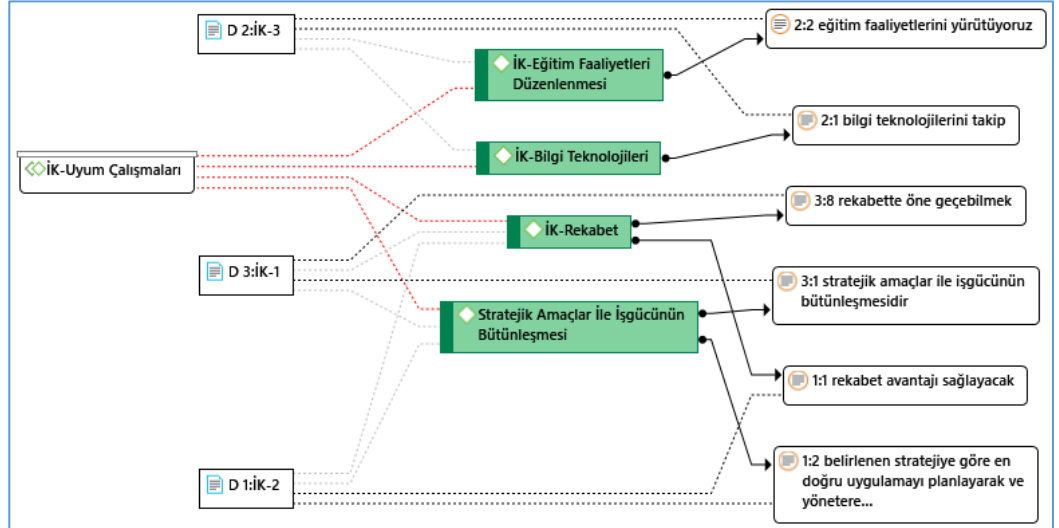 D 2:İK-3
2:2 eğitim faaliyetlerini yürütüyoruz
İK-Eğitim Faaliyetleri
Düzenlenmesi
2:1 bilgi teknolojilerini takip
İK-Bilgi Teknolojileri
İK-Uyum Çalışmaları
3:8 rekabette öne geçebilmek
İK-Rekabet
D 3:İK-1
3:1 stratejik amaçlar ile işgücünün
bütünleşmesidir
Stratejik Amaçlar İle İşgücünün
Bütünleşmesi
1:1 rekabet avantajı sağlayacak
D 1:İK-2
1:2 belirlenen stratejiye göre en
doğru uygulamayı planlayarak ve
yönetere...